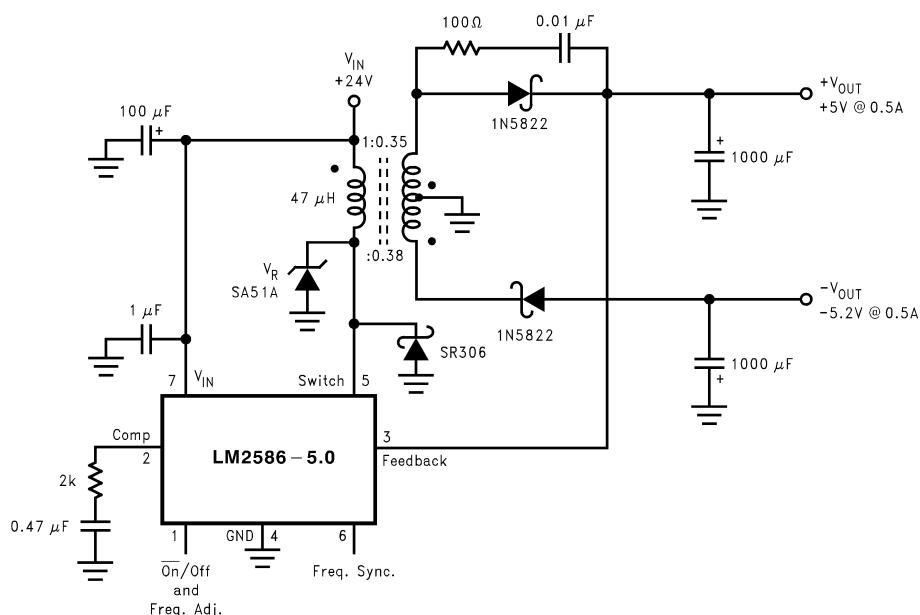 100Ω
0.01 μF
V_IN
+24V
100 μF
+
1N5822
+V_OUT
+5V @ 0.5A
1:0.35
+
1000 μF
47 μH
:0.38
V_R
SA51A
-V_OUT
-5.2V @ 0.5A
1N5822
1 μF
SR306
1000 μF
+
7
V_IN
Switch
5
Comp
2
LM2586-5.0
3
Feedback
2k
0.47 μF
1
GND
4
6
On/Off
and
Freq. Adj.
Freq. Sync.